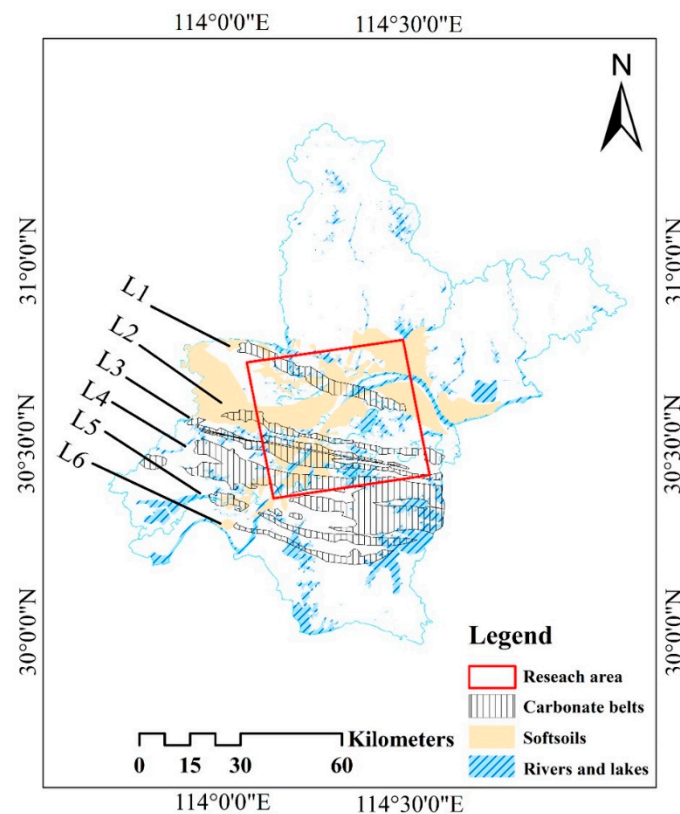 114°0'0"E 114°30'0"E
N
31°0'0"N
31°0'0"N
L1
L2
L3
L4
L5
L6
30°30'0"N
30°30'0"N
30°0'0"N
30°0'0"N
Legend
Reseach area
Carbonate belts
Softsoils
Rivers and lakes
Kilometers
0 15 30 60
114°0'0"E 114°30'0"E